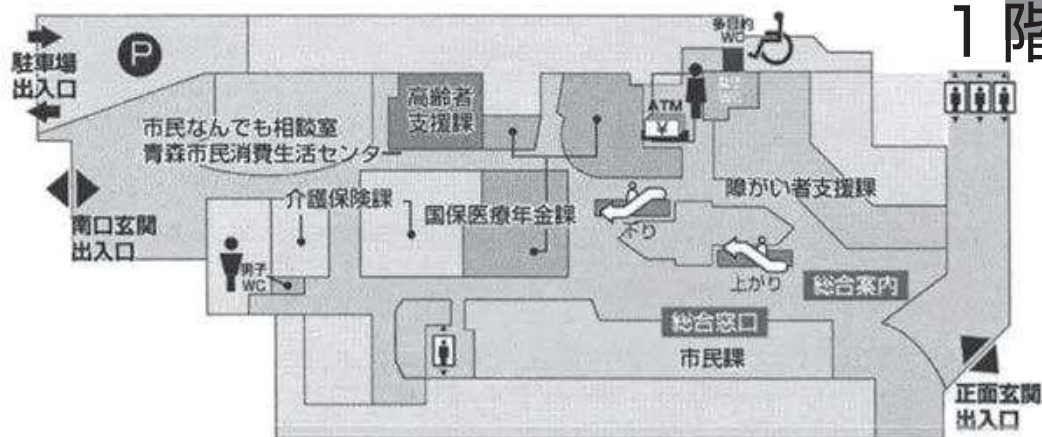 1階
駐車場
出入口
P
多目的
WC
高齢者
支援課
ATM
¥
市民なんでも相談室
青森市民消費生活センター
南口玄関
出入口
介護保険課
国保医療年金課
障がい者支援課
下り
男子
WC
上がり
総合案内
総合窓口
市民課
正面玄関
出入口